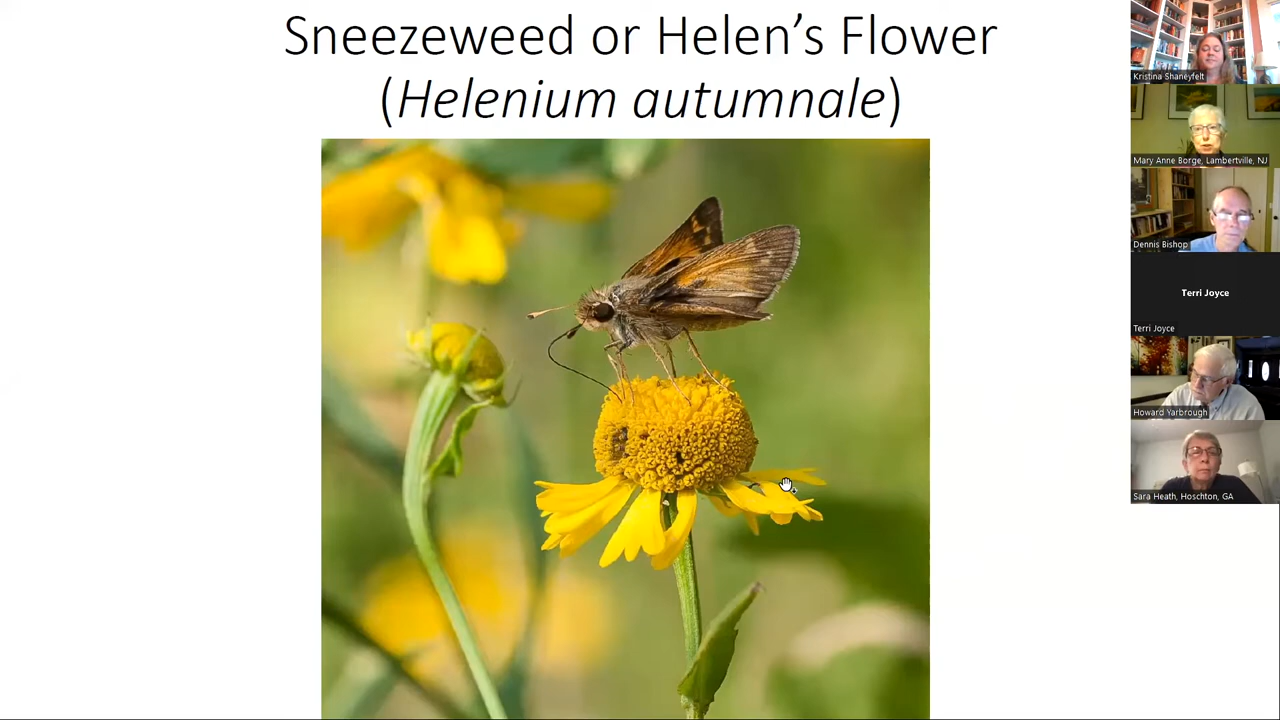 Sneezeweed or Helen’s Flower
(Helenium autumnale)
Kristina Shaneyfelt
Mary Anne Borge, Lambertville, NJ
Dennis Bishop
Terri Joyce
Terri Joyce
Howard Yarbrough
Sara Heath, Hoschton, GA